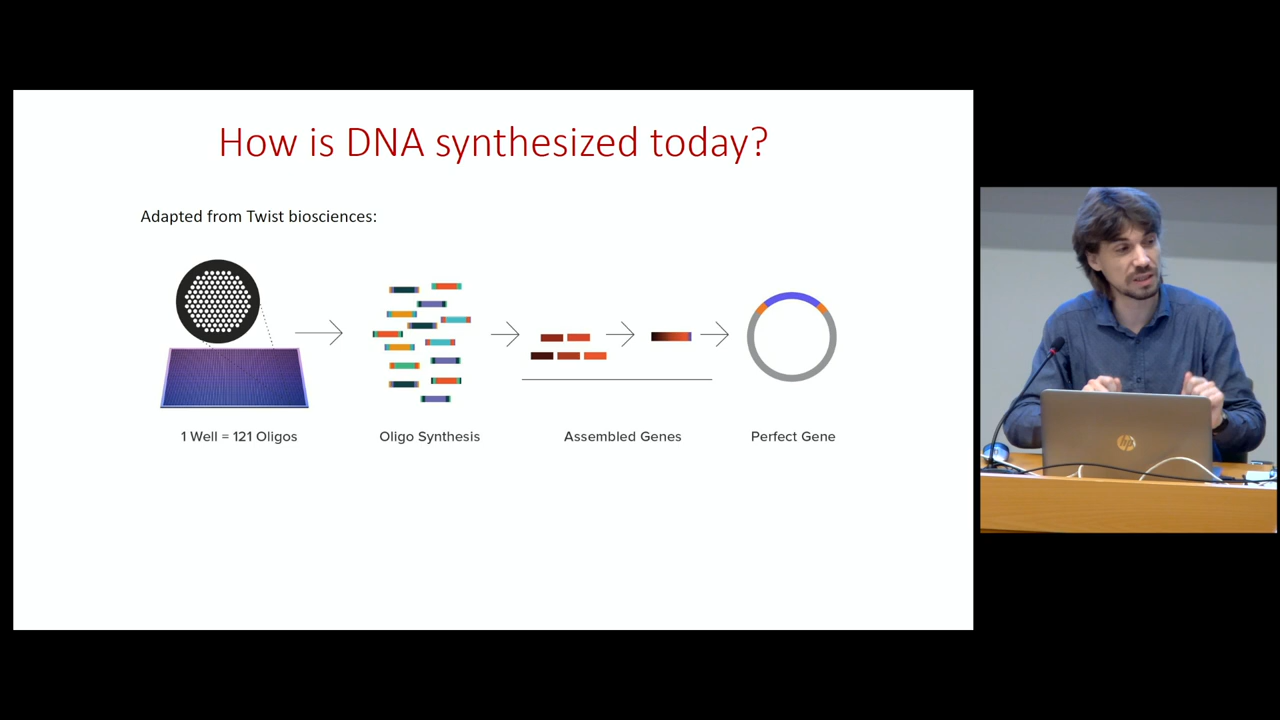 How is DNA synthesized today?
Adapted from Twist biosciences:
1 Well = 121 Oligos
Oligo Synthesis
Assembled Genes
Perfect Gene
hp